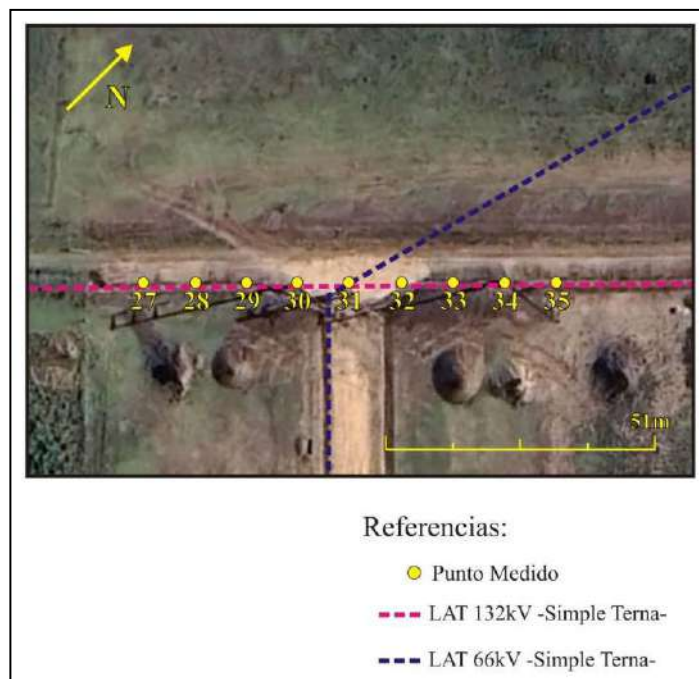 N
27 28 29 30 31 32 33 34 35
51m
Referencias:
Punto Medido
LAT 132kV -Simple Terna-
LAT 66kV -Simple Terna-